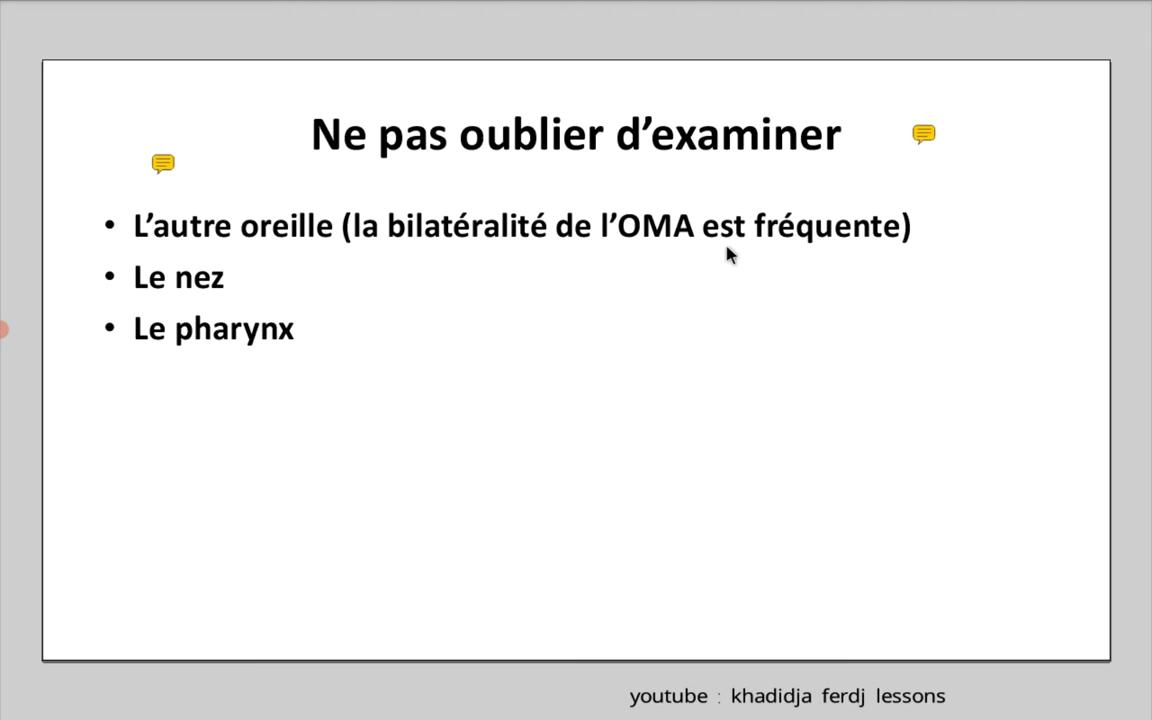 Ne pas oublier d’examiner
• L’autre oreille (la bilatéralité de l’OMA est fréquente)
• Le nez
• Le pharynx
youtube : khadidja ferdj lessons